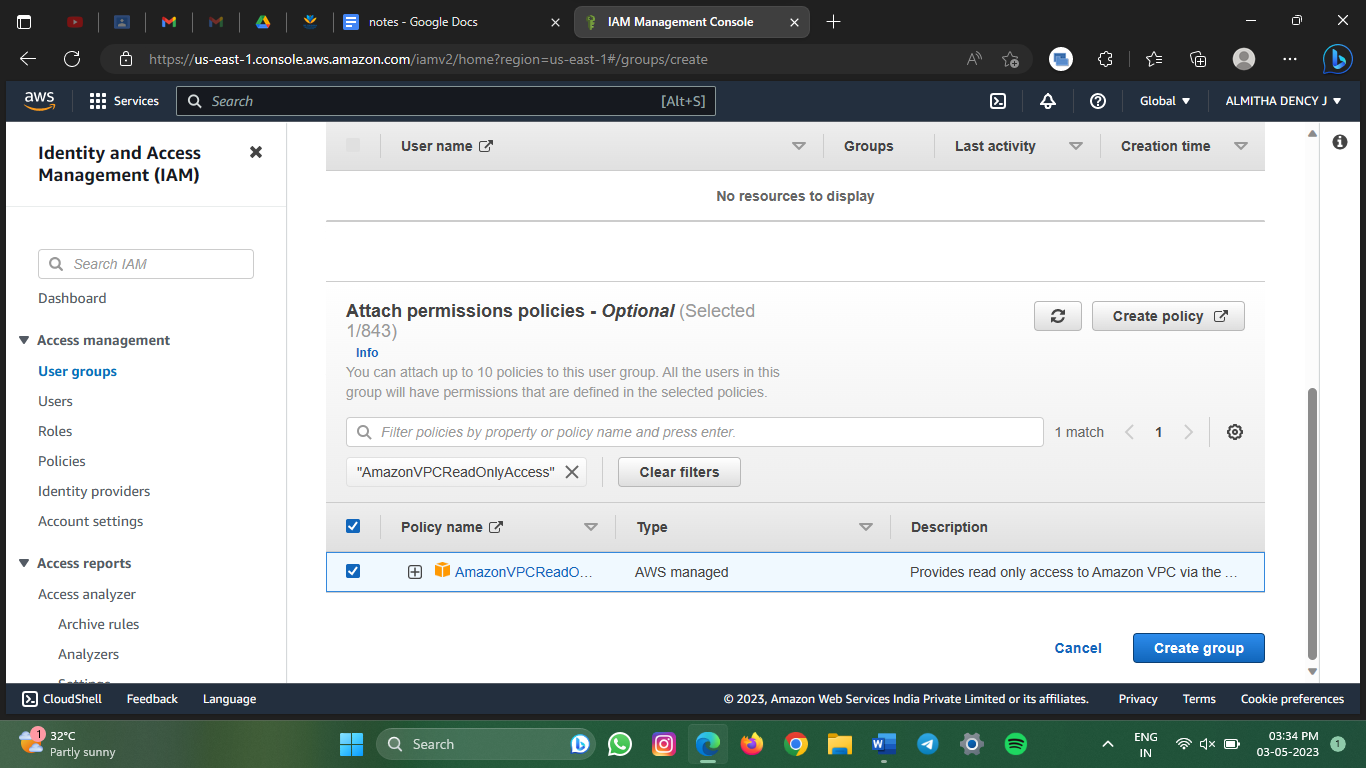 notes - Google Docs
IAM Management Console
https://us-east-1.console.aws.amazon.com/iamv2/home?region=us-east-1#/groups/create
aws
Services
Search
[Alt+S]
Global
ALMITHA DENCY J
Identity and Access
Management (IAM)
Search IAM
Dashboard
Access management
User groups
Users
Roles
Policies
Identity providers
Account settings
Access reports
Access analyzer
Archive rules
Analyzers
User name
Groups
Last activity
Creation time
No resources to display
Attach permissions policies - Optional (Selected
1/843)
Info
You can attach up to 10 policies to this user group. All the users in this
group will have permissions that are defined in the selected policies.
Create policy
Filter policies by property or policy name and press enter.
1 match
1
"AmazonVPCReadOnlyAccess"
Clear filters
Policy name
Type
Description
AmazonVPCReadO...
AWS managed
Provides read only access to Amazon VPC via the ...
Cancel
Create group
CloudShell
Feedback
Language
© 2023, Amazon Web Services India Private Limited or its affiliates.
Privacy
Terms
Cookie preferences
1
32°C
Partly sunny
Search
ENG
IN
03:34 PM
03-05-2023
1